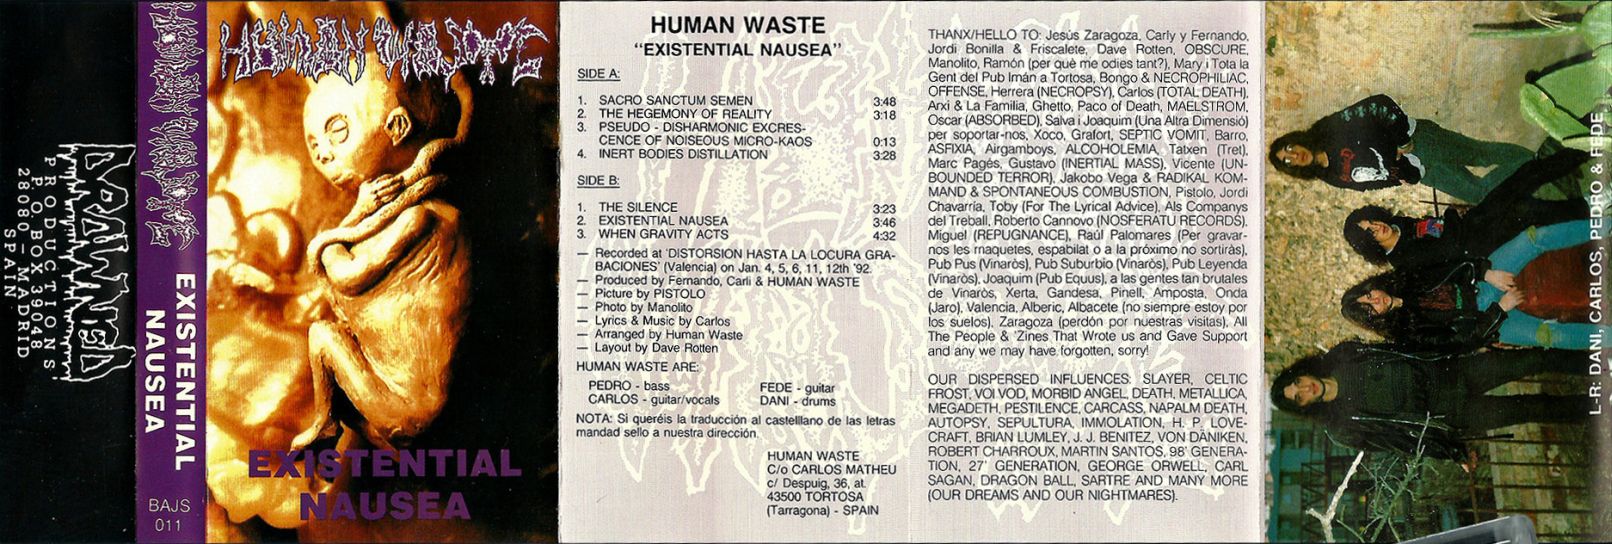 DROWNED
PRODUCTIONS
P.O.BOX 39048
28080 - MADRID
SPAIN
HUMAN WASTE
EXISTENTIAL
NAUSEA
BAJS
011
HUMAN WASTE
EXISTENTIAL
NAUSEA
HUMAN WASTE
"EXISTENTIAL NAUSEA"
SIDE A:
1. SACRO SANCTUM SEMEN 3:48
2. THE HEGEMONY OF REALITY 3:18
3. PSEUDO - DISHARMONIC EXCRES-
CENCE OF NOISEOUS MICRO-KAOS 0:13
4. INERT BODIES DISTILLATION 3:28
SIDE B:
1. THE SILENCE 3:23
2. EXISTENTIAL NAUSEA 3:46
3. WHEN GRAVITY ACTS 4:32
— Recorded at 'DISTORSION HASTA LA LOCURA GRA-
BACIONES' (Valencia) on Jan. 4, 5, 6, 11, 12th '92.
— Produced by Fernando, Carli & HUMAN WASTE
— Picture by PISTOLO
— Photo by Manolito
— Lyrics & Music by Carlos
— Arranged by Human Waste
— Layout by Dave Rotten
HUMAN WASTE ARE:
PEDRO - bass FEDE - guitar
CARLOS - guitar/vocals DANI - drums
NOTA: Si queréis la traducción al castelllano de las letras
mandad sello a nuestra dirección.
HUMAN WASTE
C/o CARLOS MATHEU
c/ Despuig, 36, at.
43500 TORTOSA
(Tarragona) - SPAIN
THANX/HELLO TO: Jesús Zaragoza, Carly y Fernando,
Jordi Bonilla & Friscalete, Dave Rotten, OBSCURE,
Manolito, Ramón (per què me odies tant?), Mary i Tota la
Gent del Pub Imán a Tortosa, Bongo & NECROPHILIAC,
OFFENSE, Herrera (NECROPSY), Carlos (TOTAL DEATH),
Arxi & La Familia, Ghetto, Paco of Death, MAELSTROM,
Oscar (ABSORBED), Salva i Joaquim (Una Altra Dimensió)
per soportar-nos, Xoco, Grafort, SEPTIC VOMIT, Barro,
ASFIXIA, Airgamboys, ALCOHOLEMIA, Tatxen (Tret),
Marc Pagés, Gustavo (INERTIAL MASS), Vicente (UN-
BOUNDED TERROR), Jakobo Vega & RADIKAL KOM-
MAND & SPONTANEOUS COMBUSTION, Pistolo, Jordi
Chavarría, Toby (For The Lyrical Advice), Als Companys
del Treball, Roberto Cannovo (NOSFERATU RECORDS),
Miguel (REPUGNANCE), Raúl Palomares (Per gravar-
nos les maquetes, espabilat o a la próximo no sortirás),
Pub Pus (Vinaròs), Pub Suburbio (Vinaròs), Pub Leyenda
(Vinaròs), Joaquim (Pub Equus), a las gentes tan brutales
de Vinaròs, Xerta, Gandesa, Pinell, Amposta, Onda
(Jaro), Valencia, Alberic, Albacete (no siempre estoy por
los suelos), Zaragoza (perdón por nuestras visitas), All
The People & 'Zines That Wrote us and Gave Support
and any we may have forgotten, sorry!
OUR DISPERSED INFLUENCES: SLAYER, CELTIC
FROST, VOIVOD, MORBID ANGEL, DEATH, METALLICA,
MEGADETH, PESTILENCE, CARCASS, NAPALM DEATH,
AUTOPSY, SEPULTURA, IMMOLATION, H. P. LOVE-
CRAFT, BRIAN LUMLEY, J. J. BENITEZ, VON DÄNIKEN,
ROBERT CHARROUX, MARTIN SANTOS, 98' GENERA-
TION, 27' GENERATION, GEORGE ORWELL, CARL
SAGAN, DRAGON BALL, SARTRE AND MANY MORE
(OUR DREAMS AND OUR NIGHTMARES).
L-R: DANI, CARLOS, PEDRO & FEDE